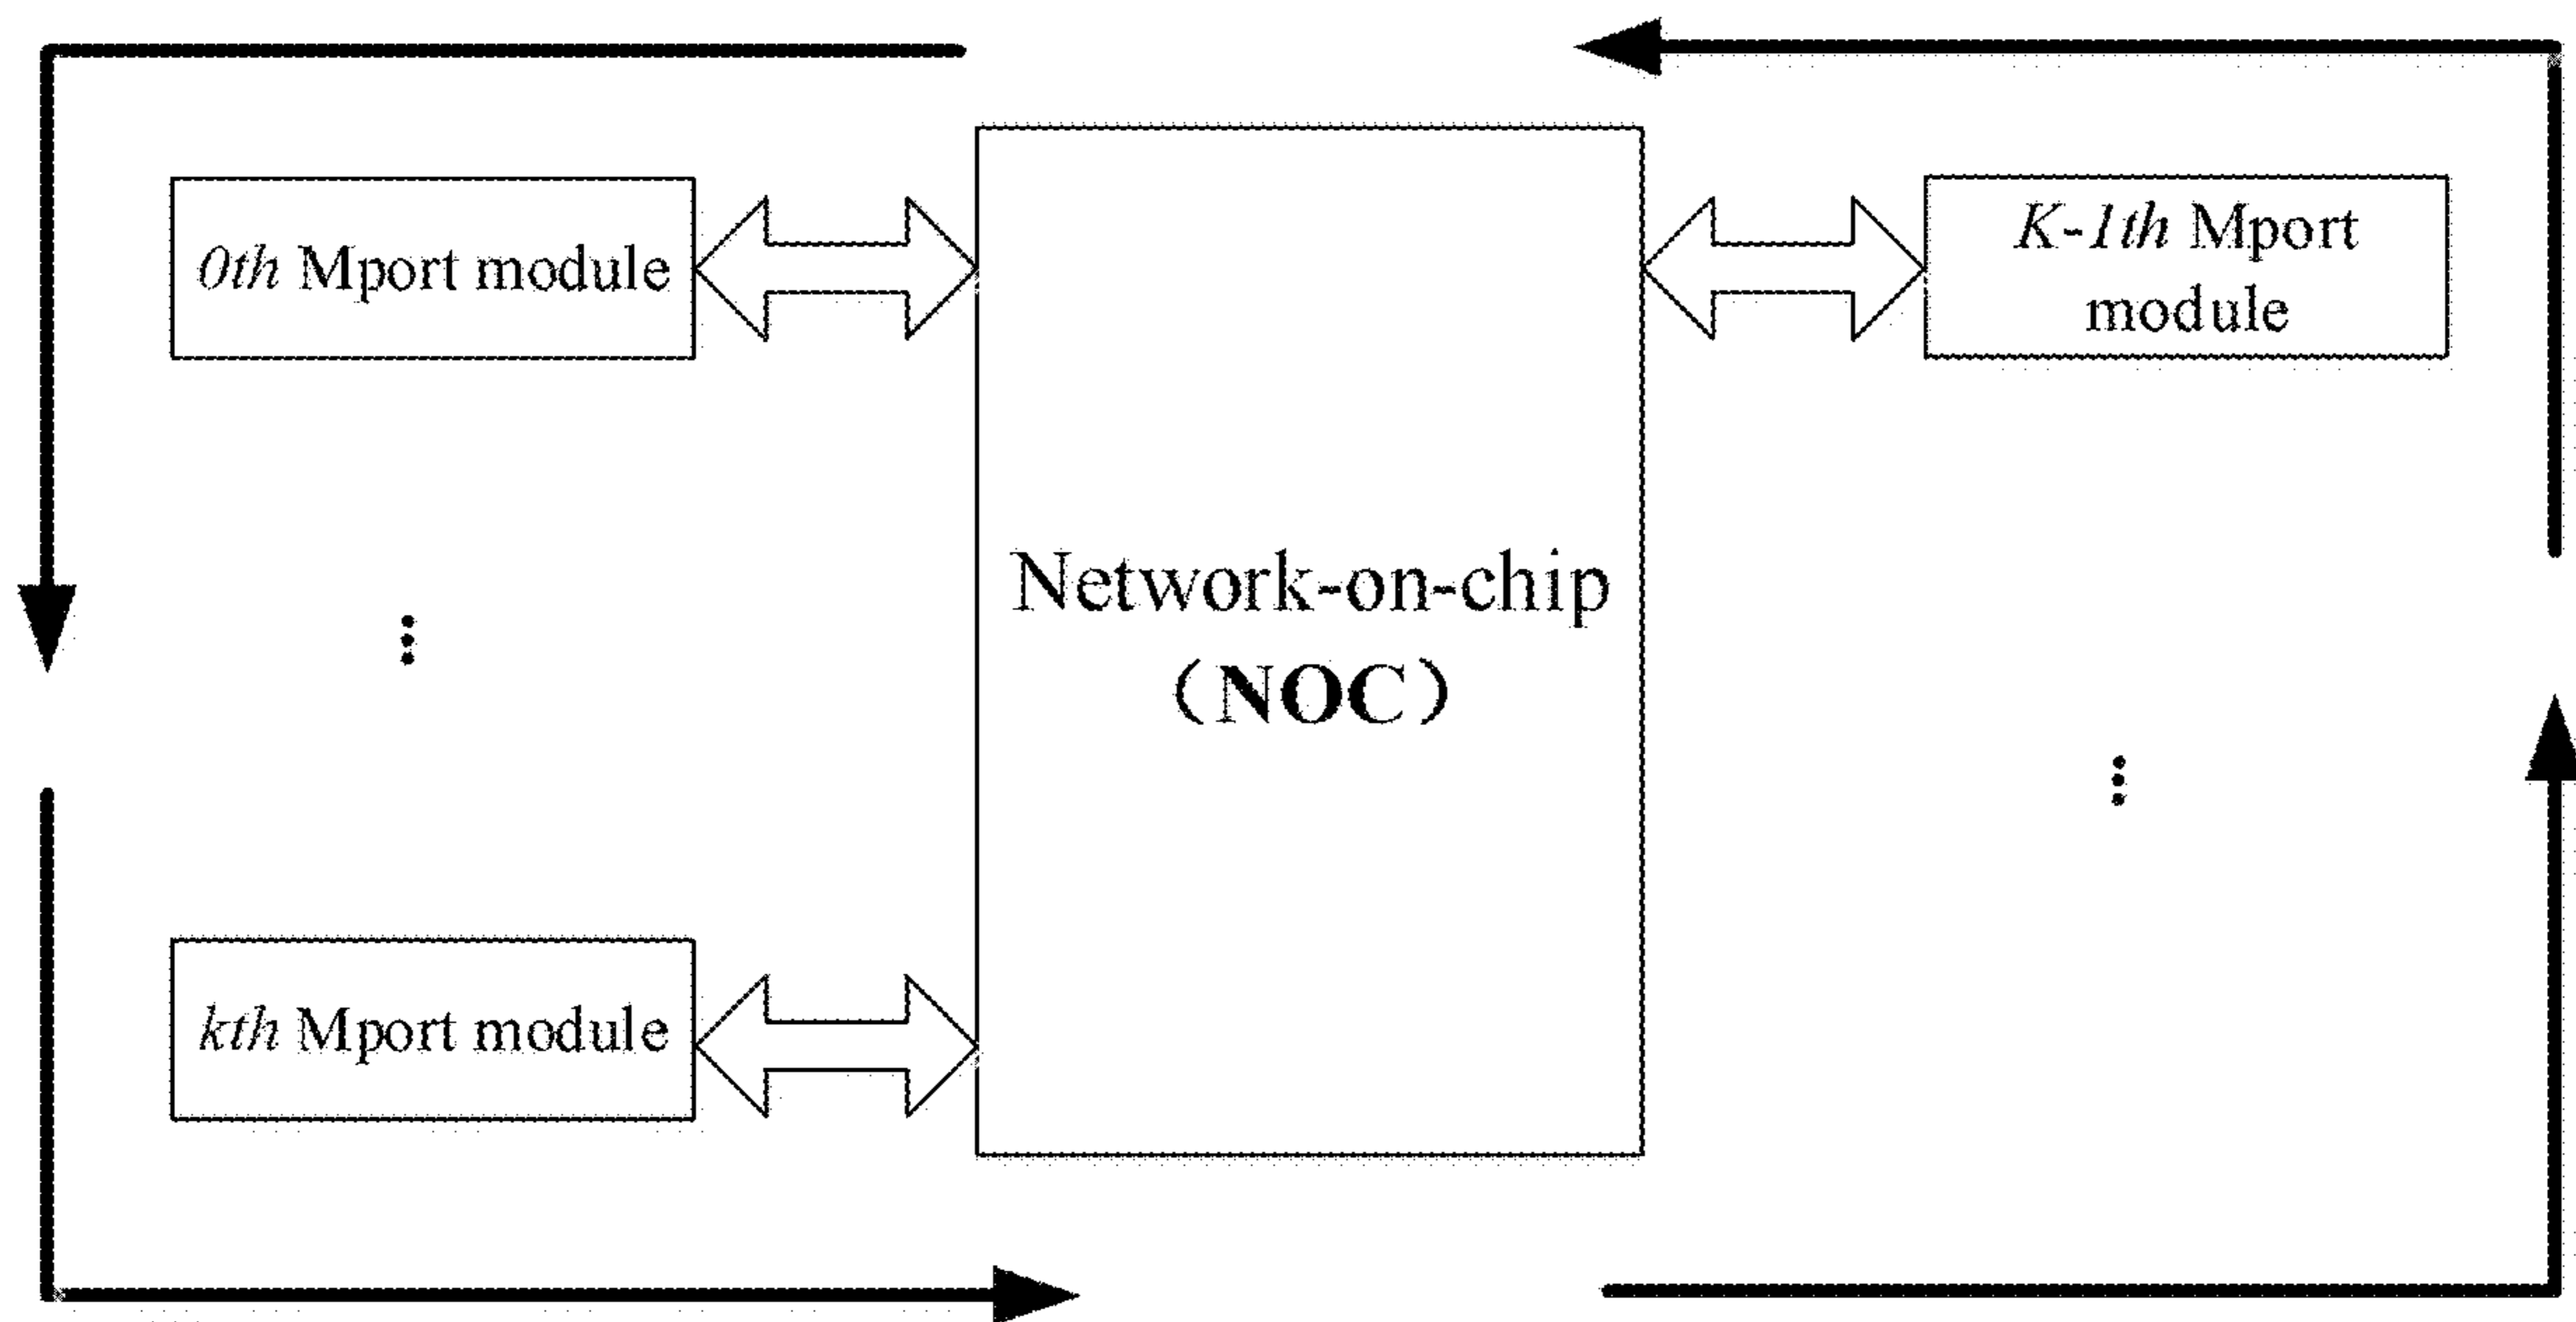 0th Mport module
K-1th Mport
module
Network-on-chip
（NOC）
kth Mport module